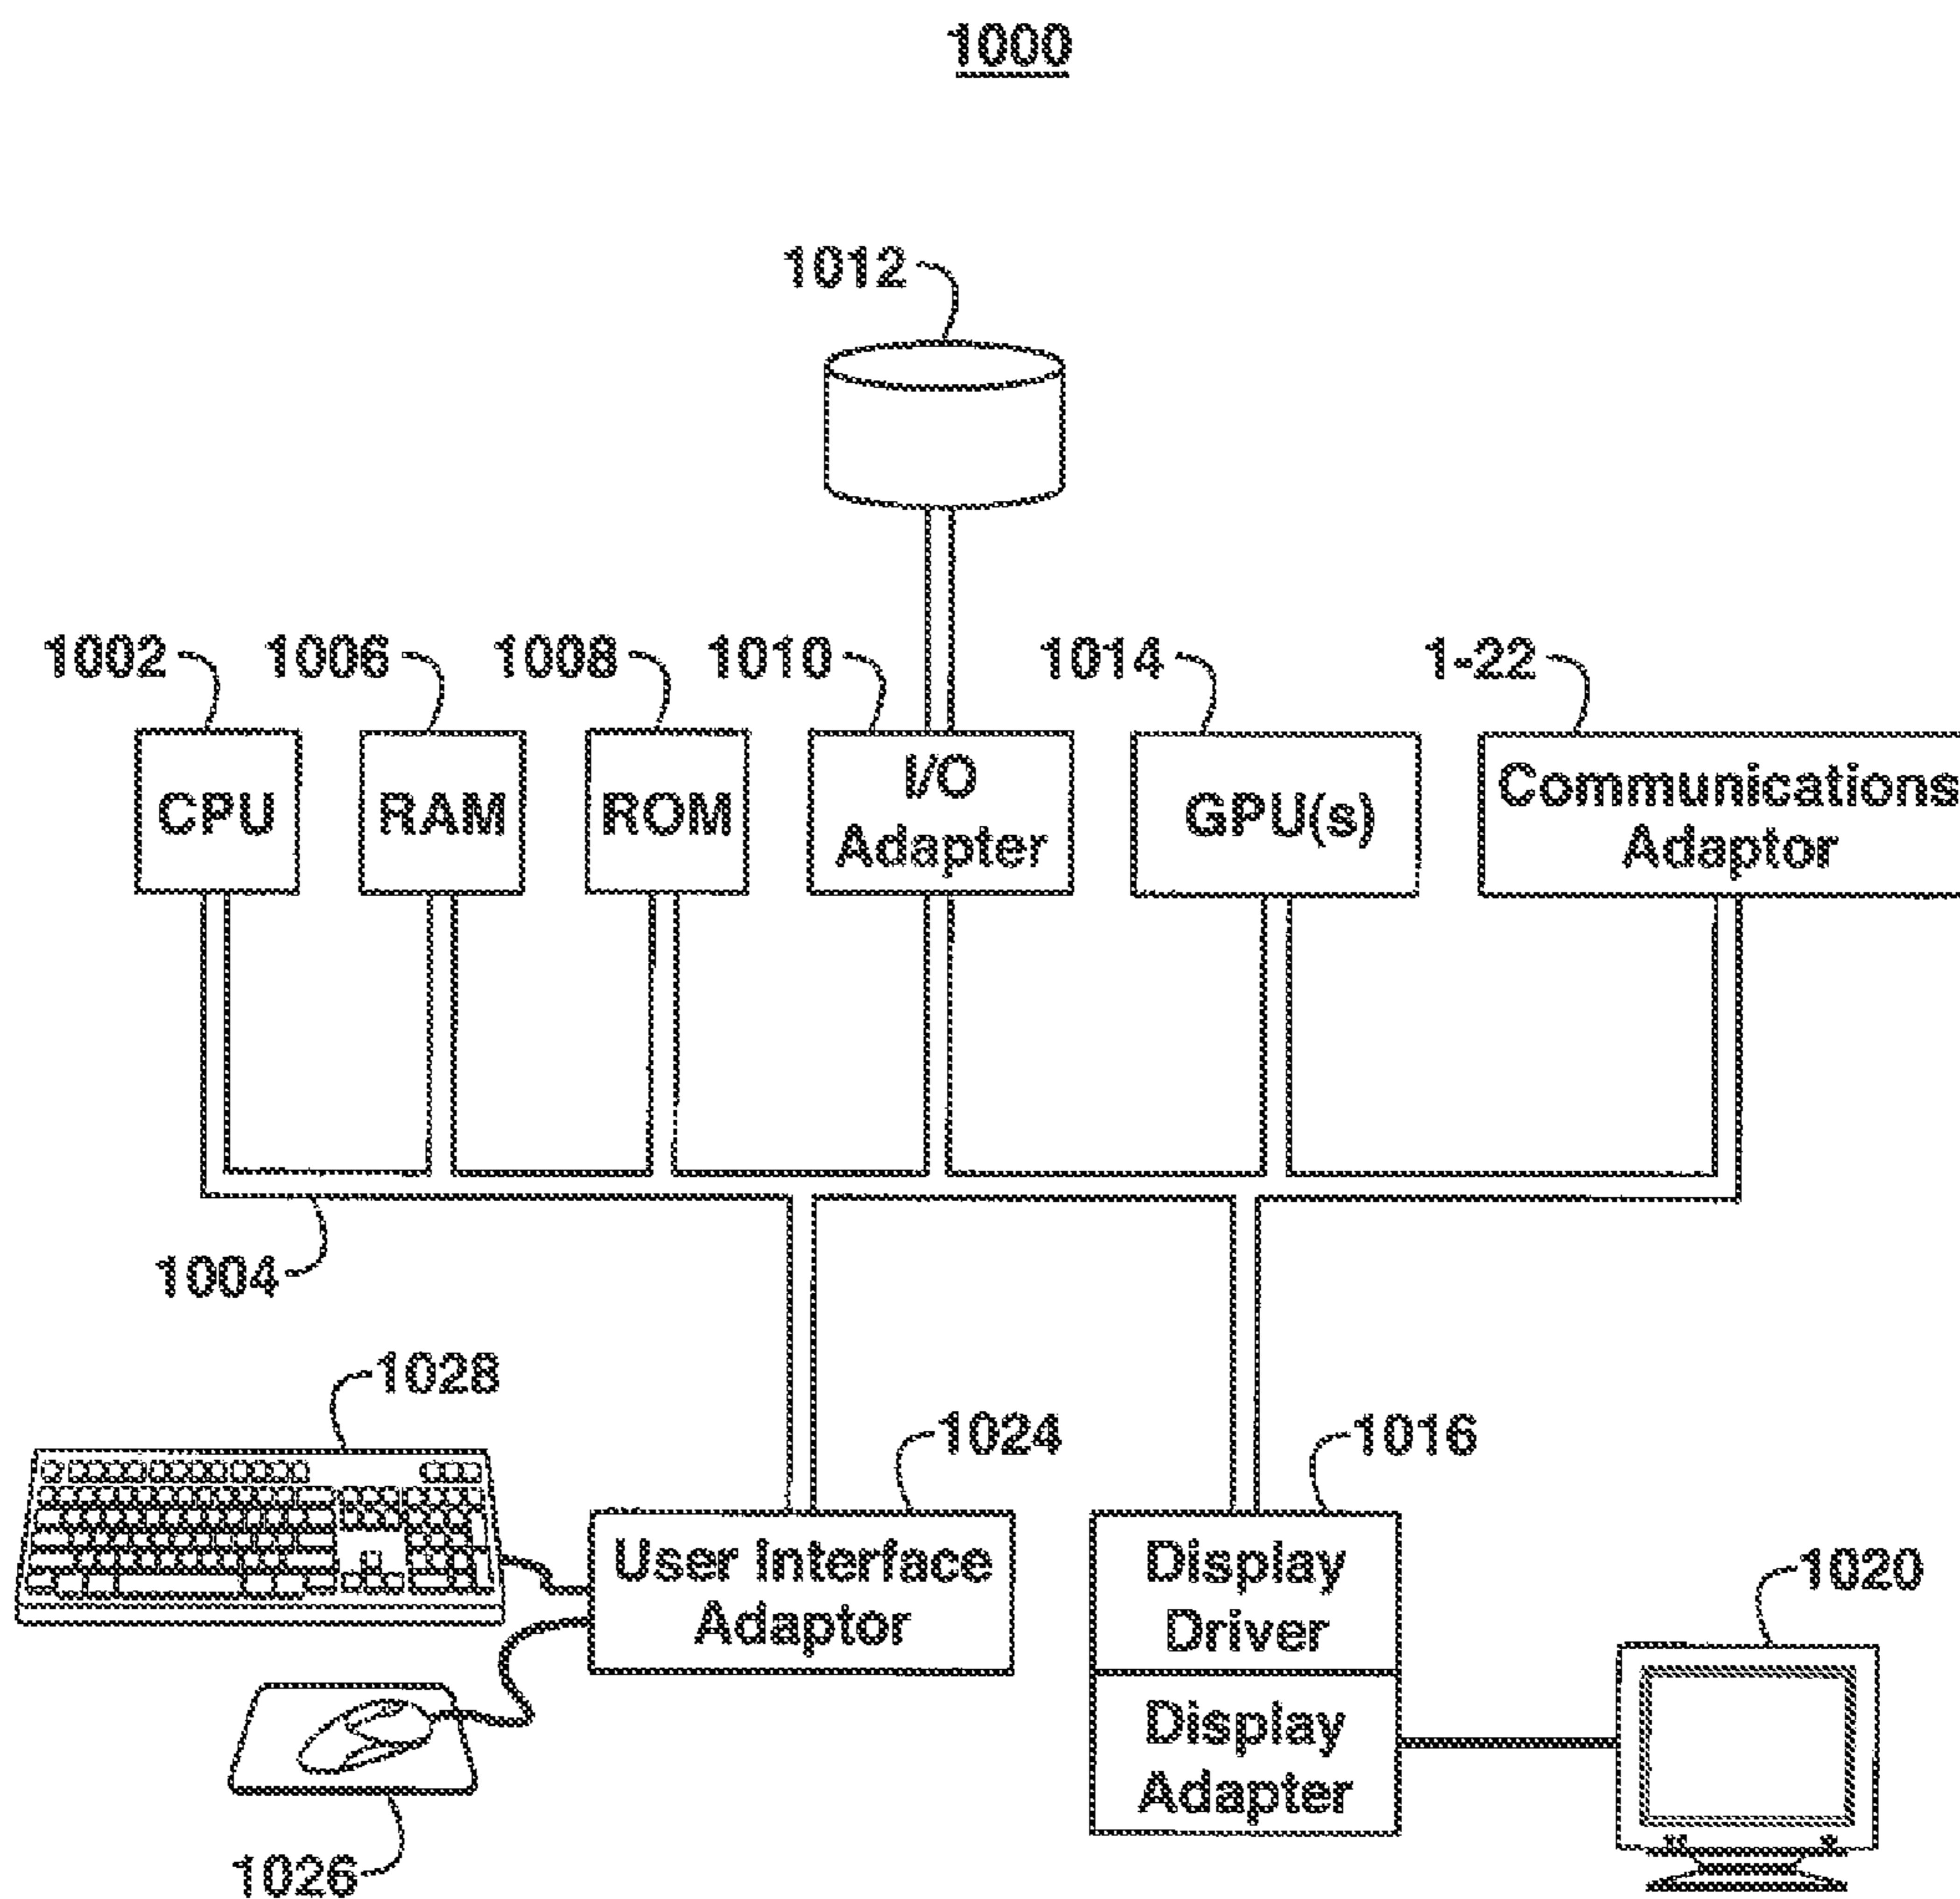 1000
1012
1002 1006 1008 1010 1014 1-22
CPU RAM ROM I/O Adapter GPU(s) Communications Adaptor
1004
1028
1024 1016
User Interface
Adaptor
Display
Driver
1020
Display
Adapter
1026